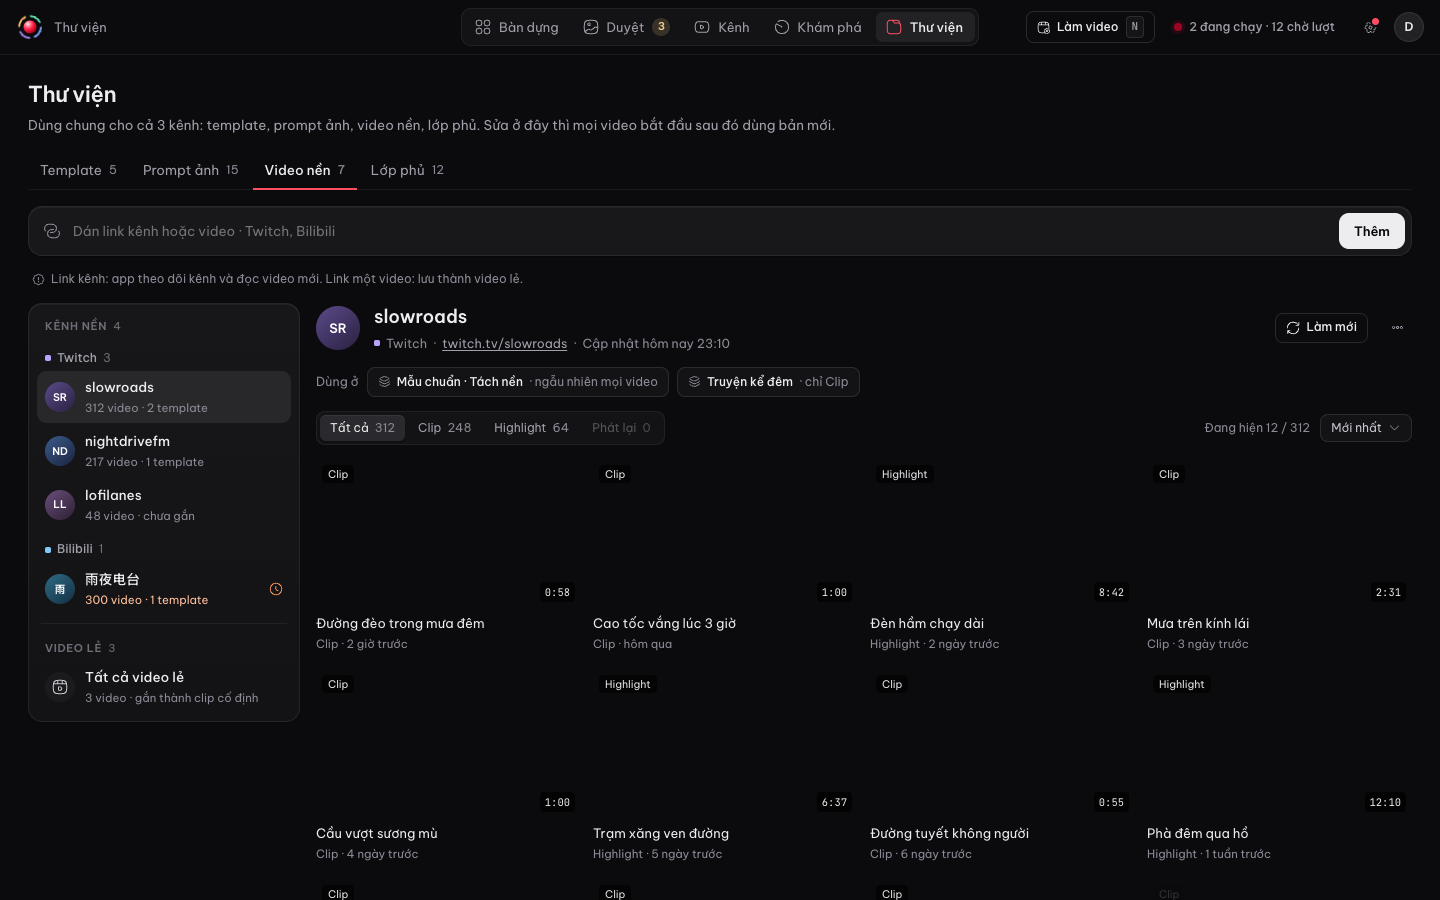 Thư viện
Bàn dựng
Duyệt 3
Kênh
Khám phá
Thư viện
Làm video N
2 đang chạy · 12 chờ lượt
D
Thư viện
Dùng chung cho cả 3 kênh: template, prompt ảnh, video nền, lớp phủ. Sửa ở đây thì mọi video bắt đầu sau đó dùng bản mới.
Template 5
Prompt ảnh 15
Video nền 7
Lớp phủ 12
Dán link kênh hoặc video · Twitch, Bilibili
Thêm
Link kênh: app theo dõi kênh và đọc video mới. Link một video: lưu thành video lẻ.
KÊNH NỀN 4
Twitch 3
SR
slowroads
312 video · 2 template
ND
nightdrivefm
217 video · 1 template
LL
lofilanes
48 video · chưa gắn
Bilibili 1
雨
雨夜电台
300 video · 1 template
VIDEO LẺ 3
Tất cả video lẻ
3 video · gắn thành clip cố định
SR
slowroads
Twitch · twitch.tv/slowroads · Cập nhật hôm nay 23:10
Làm mới
Dùng ở
Mẫu chuẩn · Tách nền · ngẫu nhiên mọi video
Truyện kể đêm · chỉ Clip
Tất cả 312
Clip 248
Highlight 64
Phát lại 0
Đang hiện 12 / 312
Mới nhất
Clip
0:58
Đường đèo trong mưa đêm
Clip · 2 giờ trước
Clip
1:00
Cao tốc vắng lúc 3 giờ
Clip · hôm qua
Highlight
8:42
Đèn hầm chạy dài
Highlight · 2 ngày trước
Clip
2:31
Mưa trên kính lái
Clip · 3 ngày trước
Clip
1:00
Cầu vượt sương mù
Clip · 4 ngày trước
Highlight
6:37
Trạm xăng ven đường
Highlight · 5 ngày trước
Clip
0:55
Đường tuyết không người
Clip · 6 ngày trước
Highlight
12:10
Phà đêm qua hồ
Highlight · 1 tuần trước
Clip
Clip
Clip
Clip